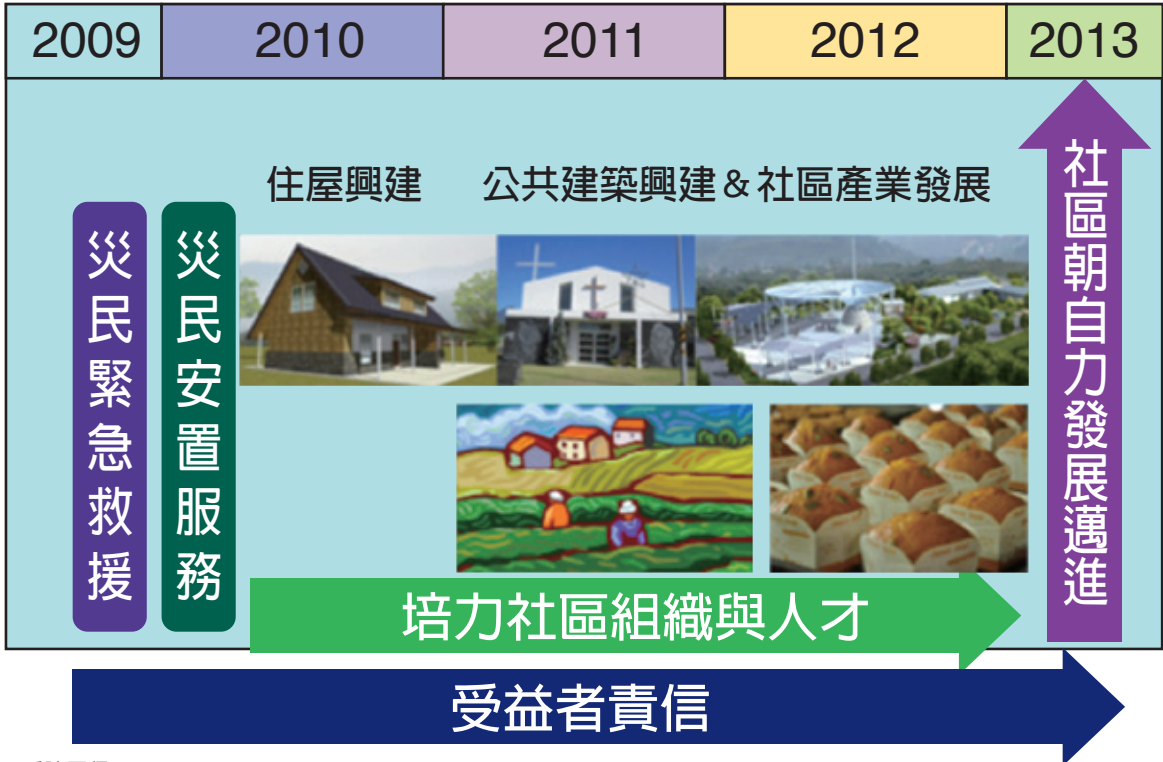 2009
2010
2011
2012
2013
住屋興建
公共建築興建&社區產業發展
災民緊急救援
災民安置服務
社區朝自力發展邁進
培力社區組織與人才
受益者責信